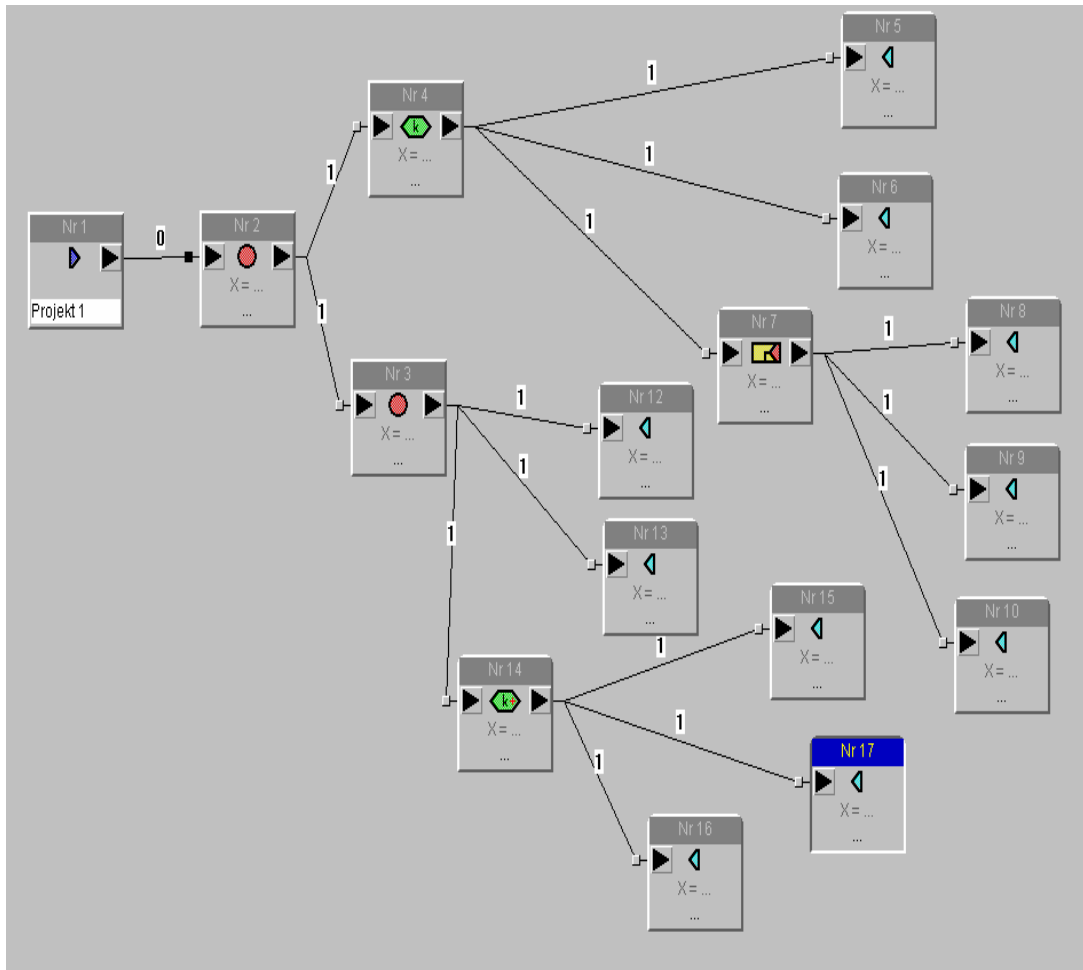 Nr 5
X = ...
...
Nr 4
k
X = ...
...
1
1
1
1
Nr 6
X = ...
...
Nr 1
Projekt 1
0
Nr 2
X = ...
...
1
Nr 3
X = ...
...
Nr 7
X = ...
...
1
1
1
Nr 8
X = ...
...
Nr 12
X = ...
...
1
1
1
Nr 9
X = ...
...
Nr 13
X = ...
...
Nr 15
X = ...
...
Nr 10
X = ...
...
Nr 14
k+
X = ...
...
1
1
1
Nr 17
X = ...
...
Nr 16
X = ...
...